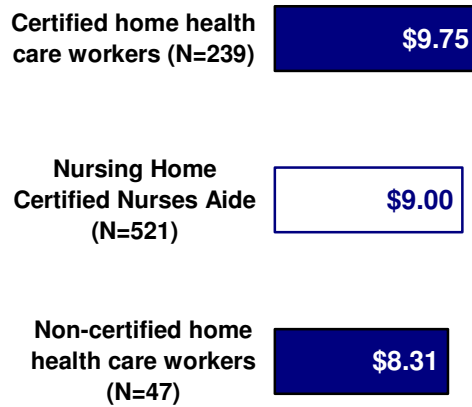 Certified home health
care workers (N=239)
$9.75
Nursing Home
Certified Nurses Aide
(N=521)
$9.00
Non-certified home
health care workers
(N=47)
$8.31